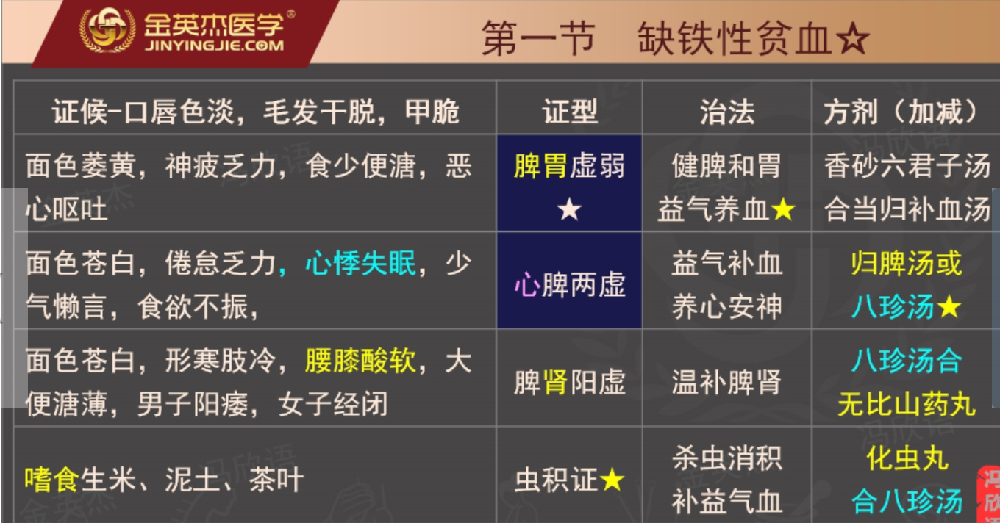 金英杰医学®
JINYINGJIE.COM
第一节 缺铁性贫血☆
证候-口唇色淡，毛发干脱，甲脆
证型
治法
方剂（加减）
面色萎黄，神疲乏力，食少便溏，恶
心呕吐
脾胃虚弱
★
健脾和胃
益气养血★
香砂六君子汤
合当归补血汤
面色苍白，倦怠乏力，心悸失眠，少
气懒言，食欲不振，
心脾两虚
益气补血
养心安神
归脾汤或
八珍汤★
面色苍白，形寒肢冷，腰膝酸软，大
便溏薄，男子阳痿，女子经闭
脾肾阳虚
温补脾肾
八珍汤合
无比山药丸
嗜食生米、泥土、茶叶
虫积证★
杀虫消积
补益气血
化虫丸
合八珍汤
冯
欣
语